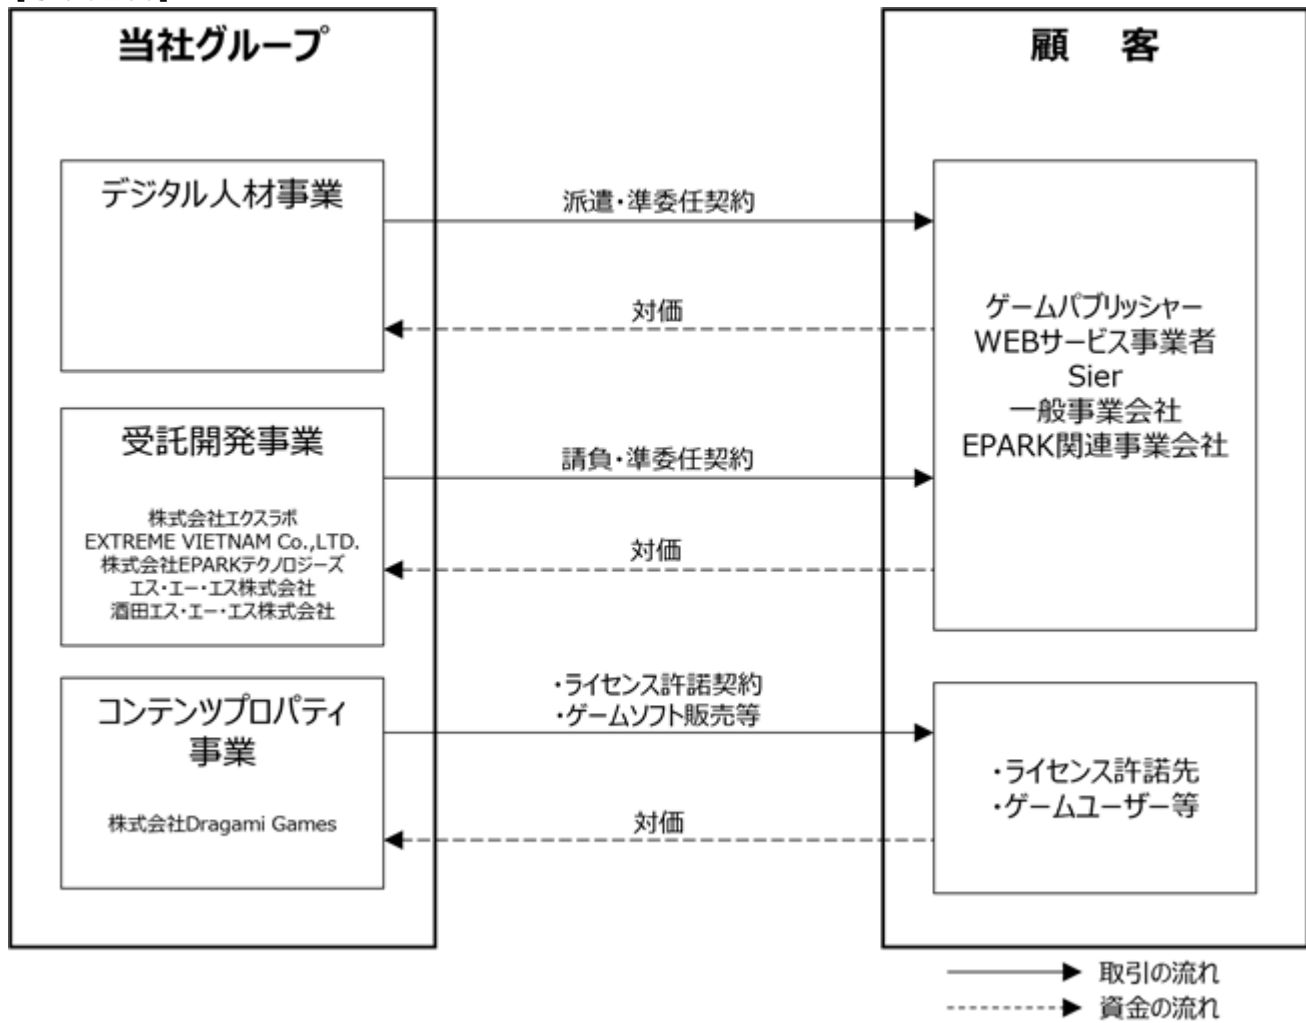 当社グループ
顧　客
デジタル人材事業
派遣・準委任契約
対価
ゲームパブリッシャー
WEBサービス事業者
Sier
一般事業会社
EPARK関連事業会社
受託開発事業
株式会社エクスラボ
EXTREME VIETNAM Co.,LTD.
株式会社EPARKテクノロジーズ
エス・エー・エス株式会社
酒田エス・エー・エス株式会社
請負・準委任契約
対価
コンテンツプロパティ
事業
株式会社Dragami Games
・ライセンス許諾契約
・ゲームソフト販売等
対価
・ライセンス許諾先
・ゲームユーザー等
取引の流れ
資金の流れ